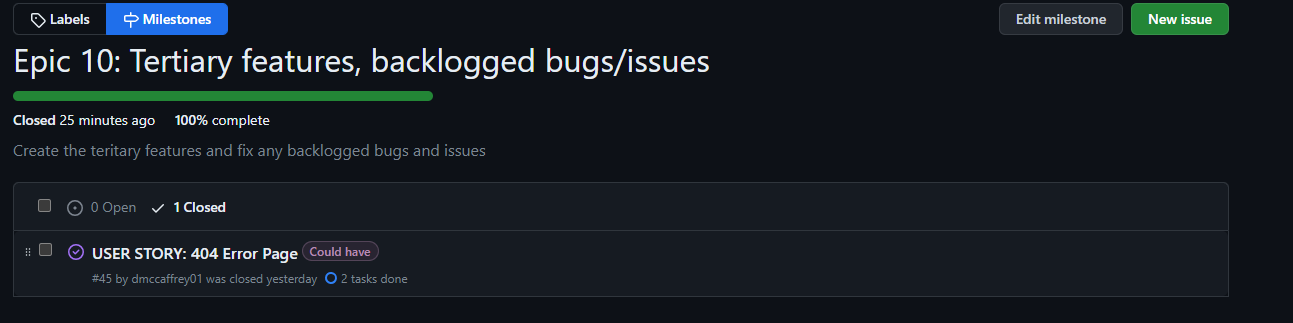 Labels Milestones Edit milestone New issue
Epic 10: Tertiary features, backlogged bugs/issues
Closed 25 minutes ago 100% complete
Create the teritary features and fix any backlogged bugs and issues
0 Open 1 Closed
USER STORY: 404 Error Page Could have
#45 by dmccaffrey01 was closed yesterday 2 tasks done